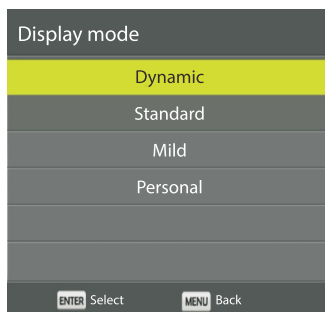 Display mode
Dynamic
Standard
Mild
Personal
ENTER Select MENU Back